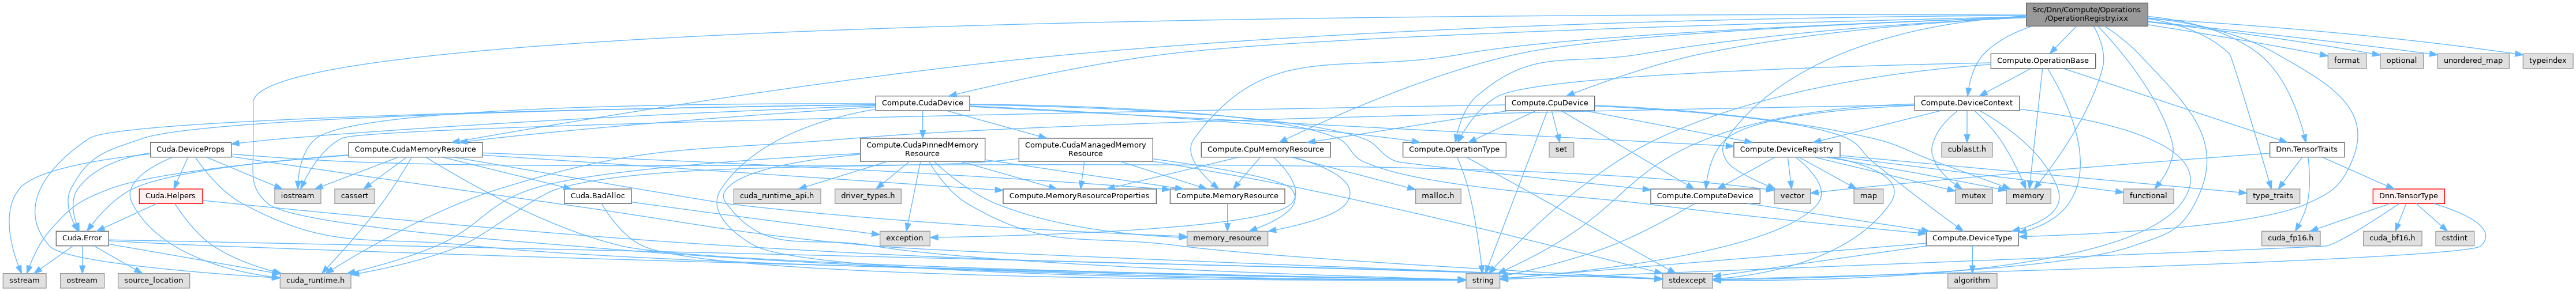 Src/Dnn/Compute/Operations
/OperationRegistry.ixx
Compute.OperationBase
format
optional
unordered_map
typeindex
Compute.CudaDevice
Compute.CpuDevice
Compute.DeviceContext
Cuda.DeviceProps
Compute.CudaMemoryResource
Compute.CudaPinnedMemory
Resource
Compute.CudaManagedMemory
Resource
Compute.CpuMemoryResource
Compute.OperationType
set
Compute.DeviceRegistry
cublasLt.h
Dnn.TensorTraits
Cuda.Helpers
iostream
cassert
Cuda.BadAlloc
cuda_runtime_api.h
driver_types.h
Compute.MemoryResourceProperties
Compute.MemoryResource
malloc.h
Compute.ComputeDevice
vector
map
mutex
memory
functional
type_traits
Dnn.TensorType
Cuda.Error
exception
memory_resource
Compute.DeviceType
cuda_fp16.h
cuda_bf16.h
cstdint
sstream
ostream
source_location
cuda_runtime.h
string
stdexcept
algorithm